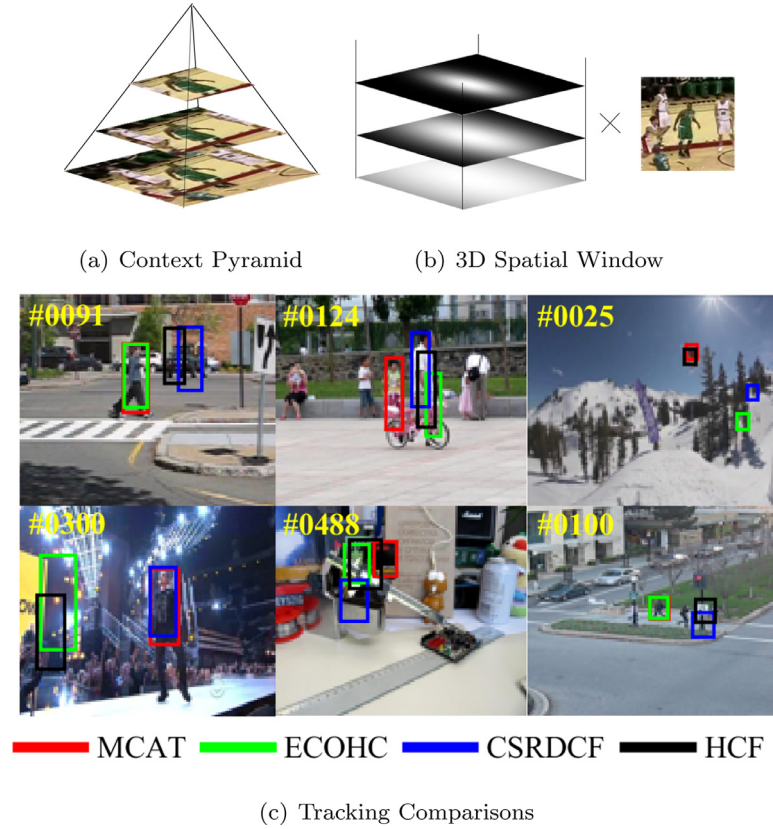 (a) Context Pyramid
(b) 3D Spatial Window
#0091
#0124
#0025
#0300
#0488
#0100
MCAT
ECOHC
CSRDCF
HCF
(c) Tracking Comparisons